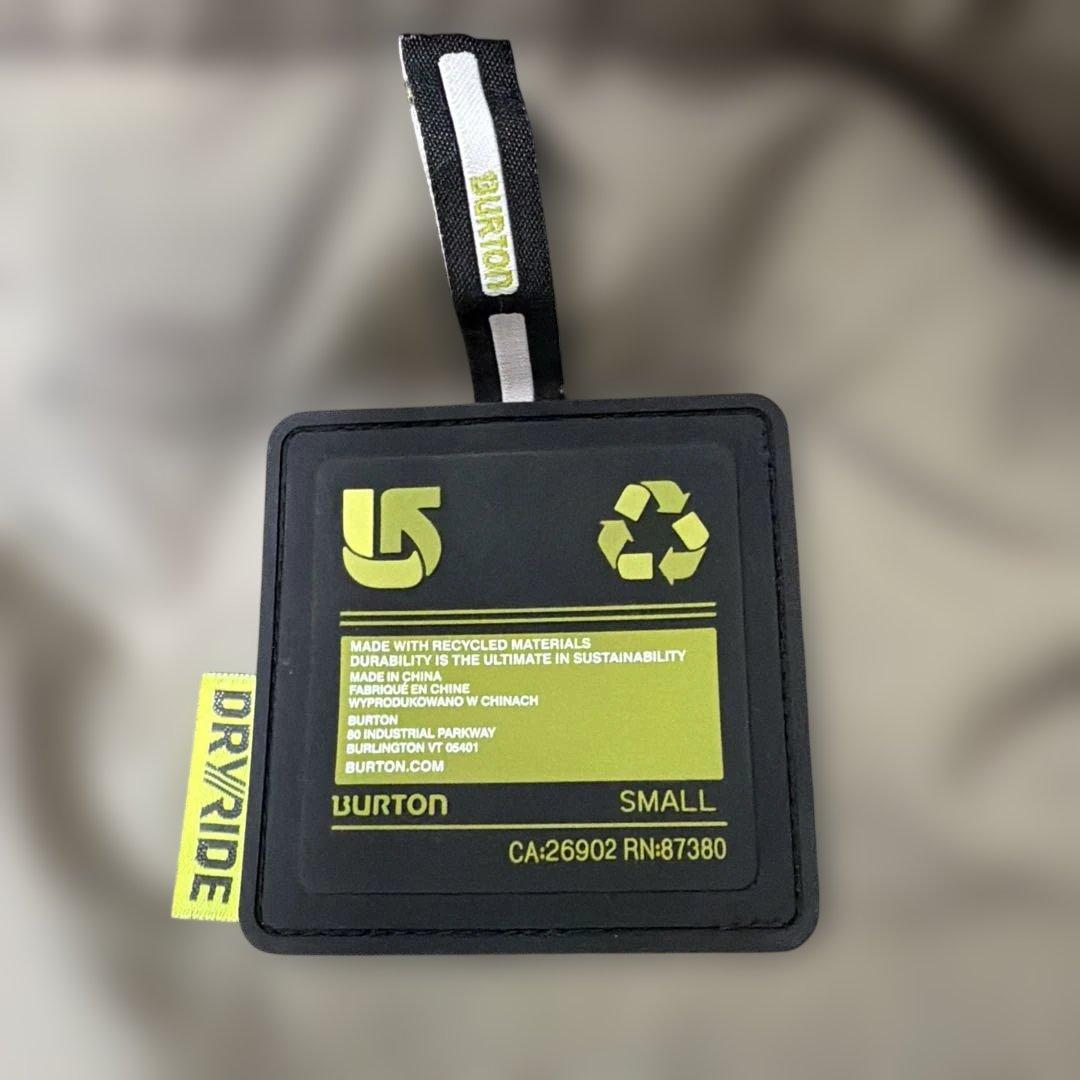 BURTON
MADE WITH RECYCLED MATERIALS
DURABILITY IS THE ULTIMATE IN SUSTAINABILITY
MADE IN CHINA
FABRIQUÉ EN CHINE
WYPRODUKOWANO W CHINACH
BURTON
80 INDUSTRIAL PARKWAY
BURLINGTON VT 05401
BURTON.COM
BURTON SMALL
CA:26902 RN:87380
DRY//RIDE